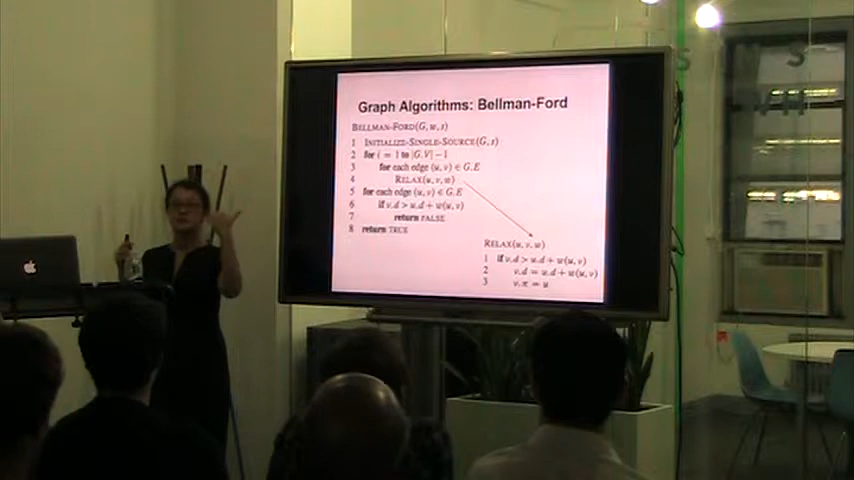 Graph Algorithms: Bellman-Ford
BELLMAN-FORD(G, w, s)
1 INITIALIZE-SINGLE-SOURCE(G, s)
2 for i = 1 to |G.V| − 1
3 for each edge (u, v) ∈ G.E
4 RELAX(u, v, w)
5 for each edge (u, v) ∈ G.E
6 if v.d > u.d + w(u, v)
7 return FALSE
8 return TRUE
RELAX(u, v, w)
1 if v.d > u.d + w(u, v)
2 v.d = u.d + w(u, v)
3 v.π = u